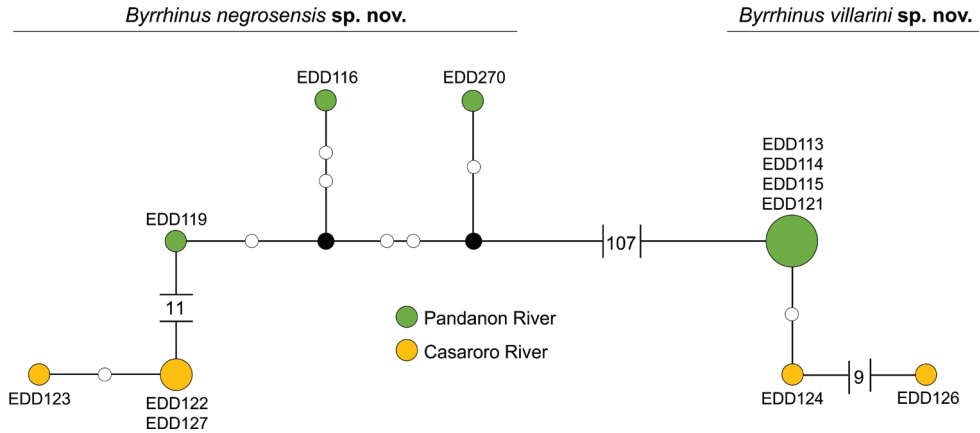 Byrrhinus negrosensis sp. nov.
Byrrhinus villarini sp. nov.
EDD116
EDD270
EDD113
EDD114
EDD115
EDD121
EDD119
107
11
Pandanon River
Casaroro River
EDD123
EDD122
EDD127
EDD124
9
EDD126